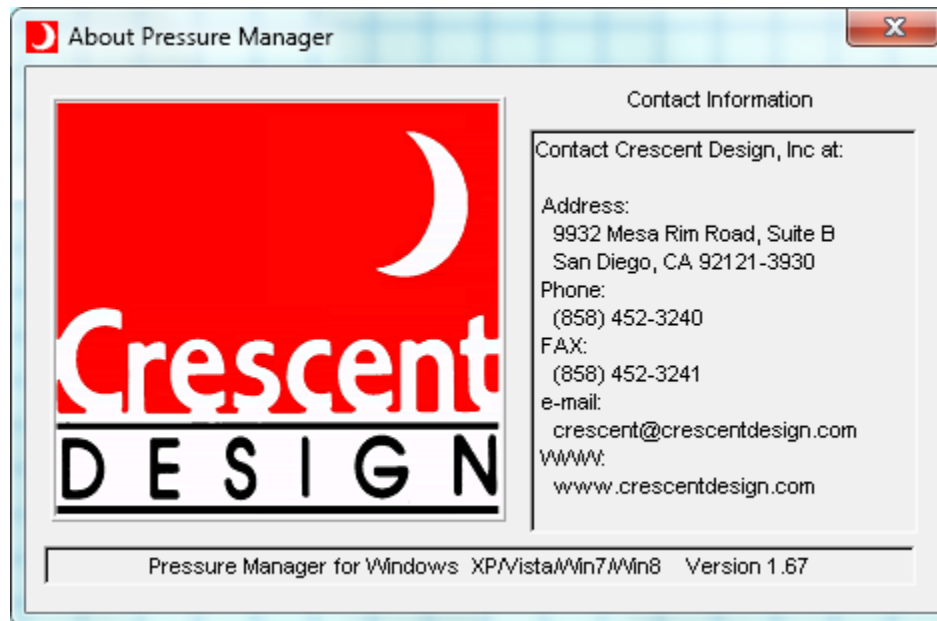 About Pressure Manager
Contact Information
Crescent
DESIGN
Contact Crescent Design, Inc at:
Address:
9932 Mesa Rim Road, Suite B
San Diego, CA 92121-3930
Phone:
(858) 452-3240
FAX:
(858) 452-3241
e-mail:
crescent@crescentdesign.com
WWW:
www.crescentdesign.com
Pressure Manager for Windows XP/Vista/Win7/Win8 Version 1.67